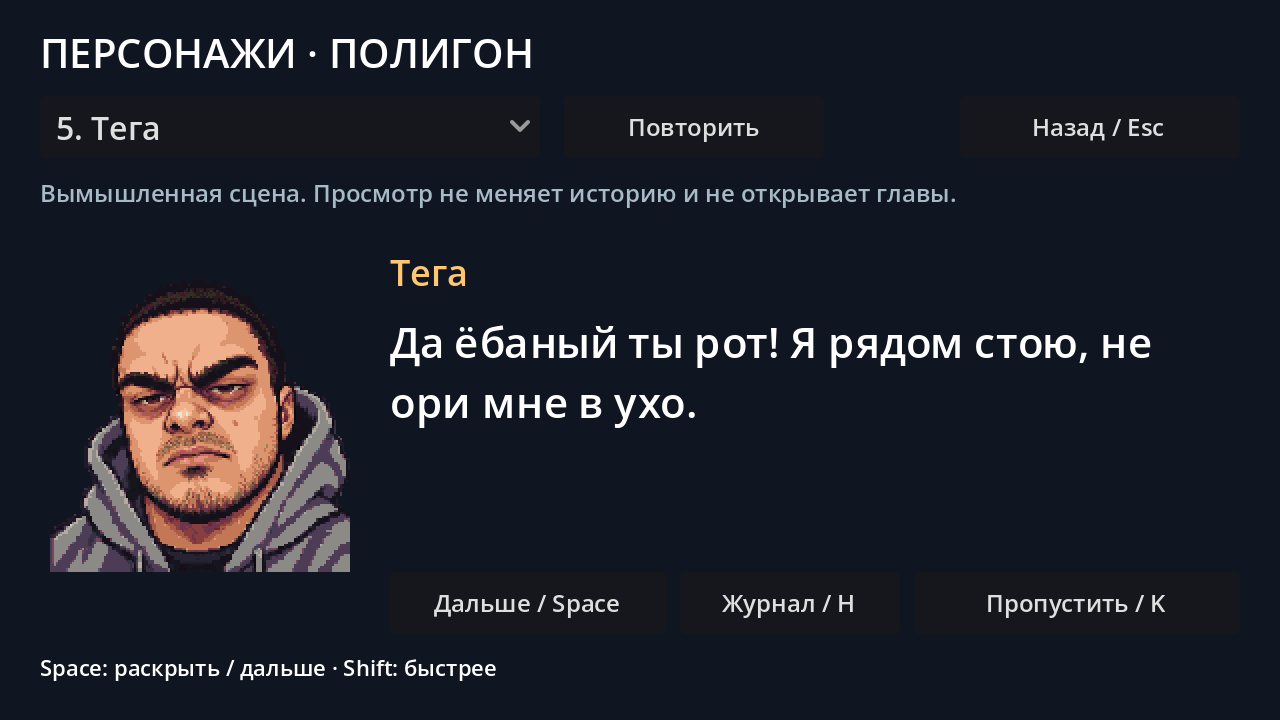 ПЕРСОНАЖИ · ПОЛИГОН
5. Тега
Повторить
Назад / Esc
Вымышленная сцена. Просмотр не меняет историю и не открывает главы.
Тега
Да ёбаный ты рот! Я рядом стою, не
ори мне в ухо.
Дальше / Space
Журнал / H
Пропустить / K
Space: раскрыть / дальше · Shift: быстрее